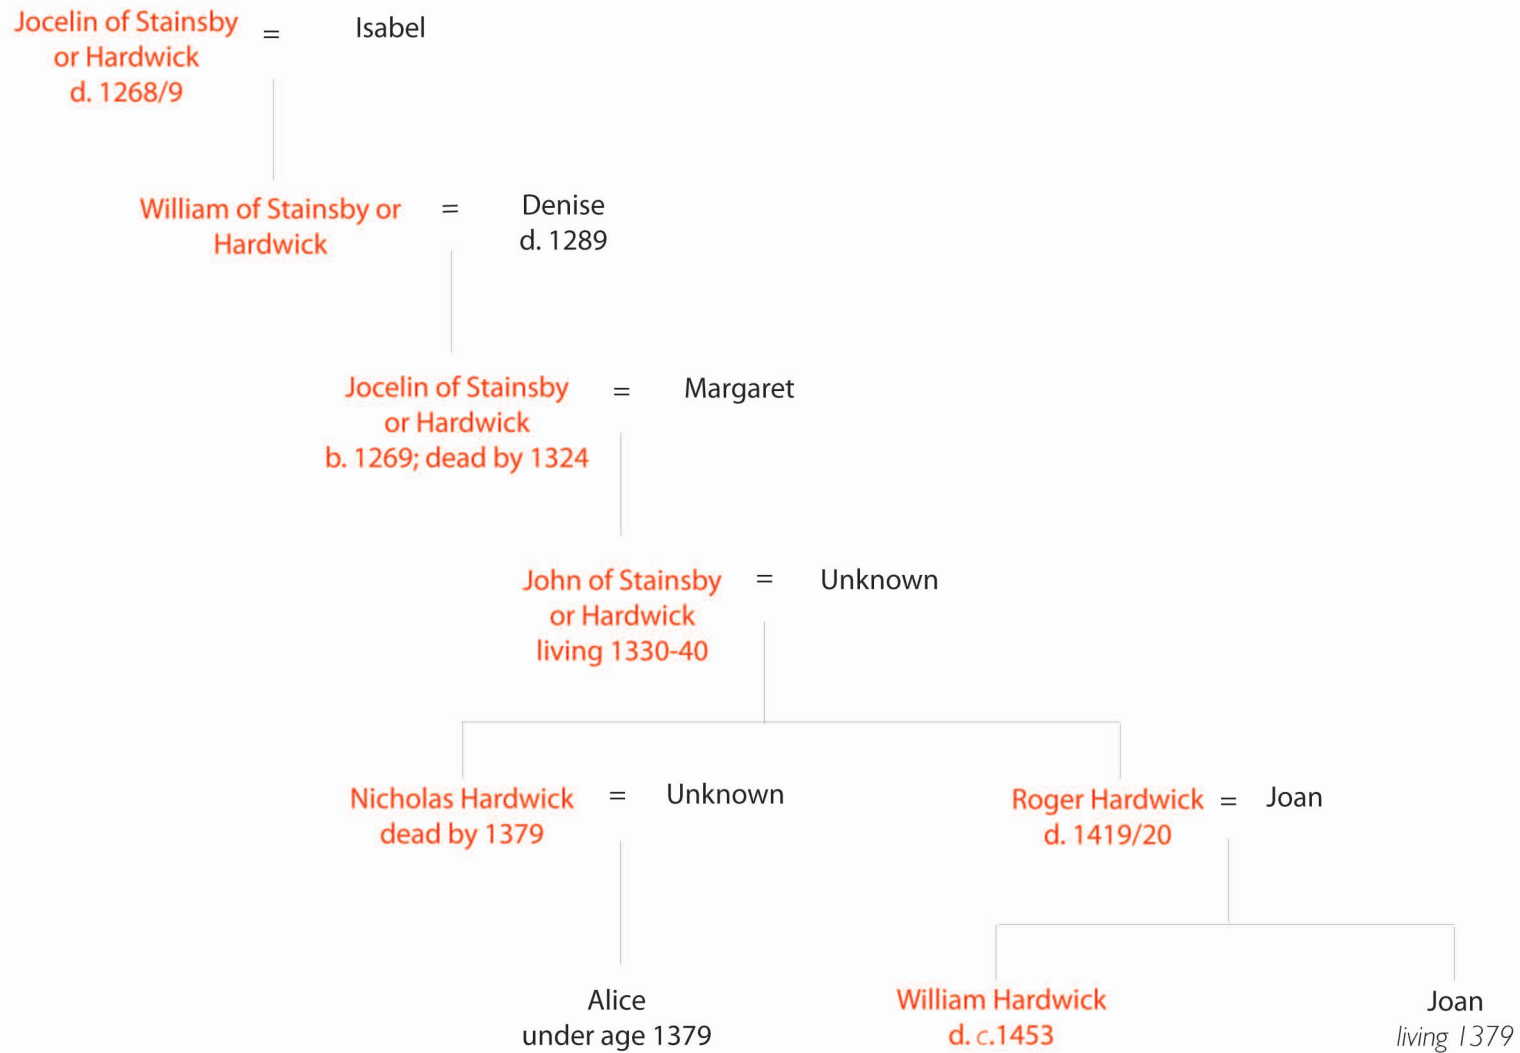 Jocelin of Stainsby = Isabel
or Hardwick
d. 1268/9
William of Stainsby or = Denise
Hardwick d. 1289
Jocelin of Stainsby = Margaret
or Hardwick
b. 1269; dead by 1324
John of Stainsby = Unknown
or Hardwick
living 1330-40
Nicholas Hardwick = Unknown
dead by 1379
Roger Hardwick = Joan
d. 1419/20
Alice
under age 1379
William Hardwick
d. c.1453
Joan
living 1379